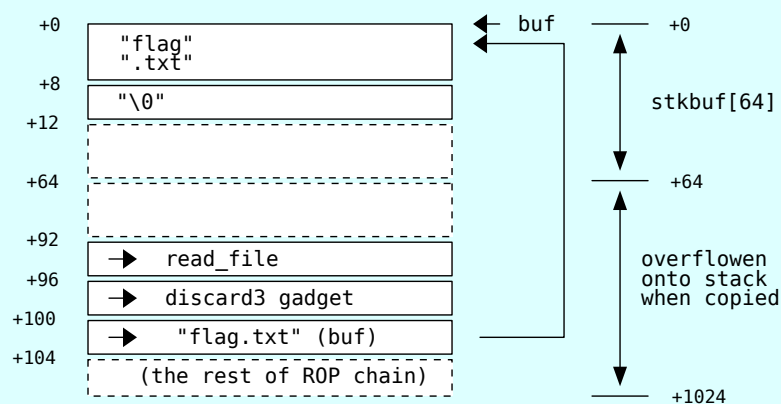 +0
buf
+0
"flag"
".txt"
+8
"\0"
stkbuf[64]
+12
+64
+64
+92
read_file
overflowen
onto stack
when copied
+96
discard3 gadget
+100
"flag.txt" (buf)
+104
(the rest of ROP chain)
+1024